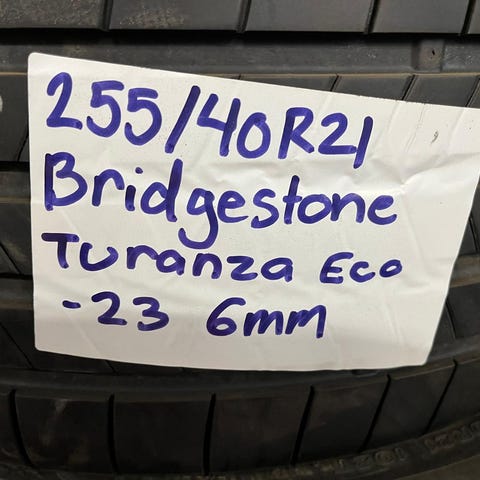 255/40R21
Bridgestone
Turanza Eco
-23 6mm